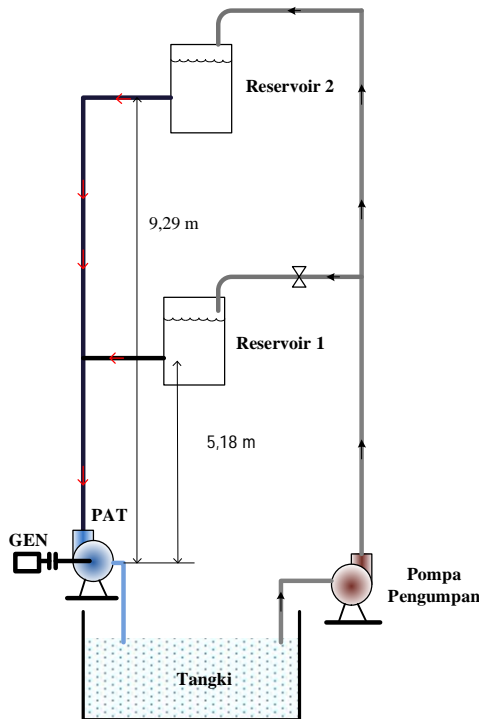 Reservoir 2
9,29 m
Reservoir 1
5,18 m
PAT
GEN
Pompa
Pengumpan
Tangki